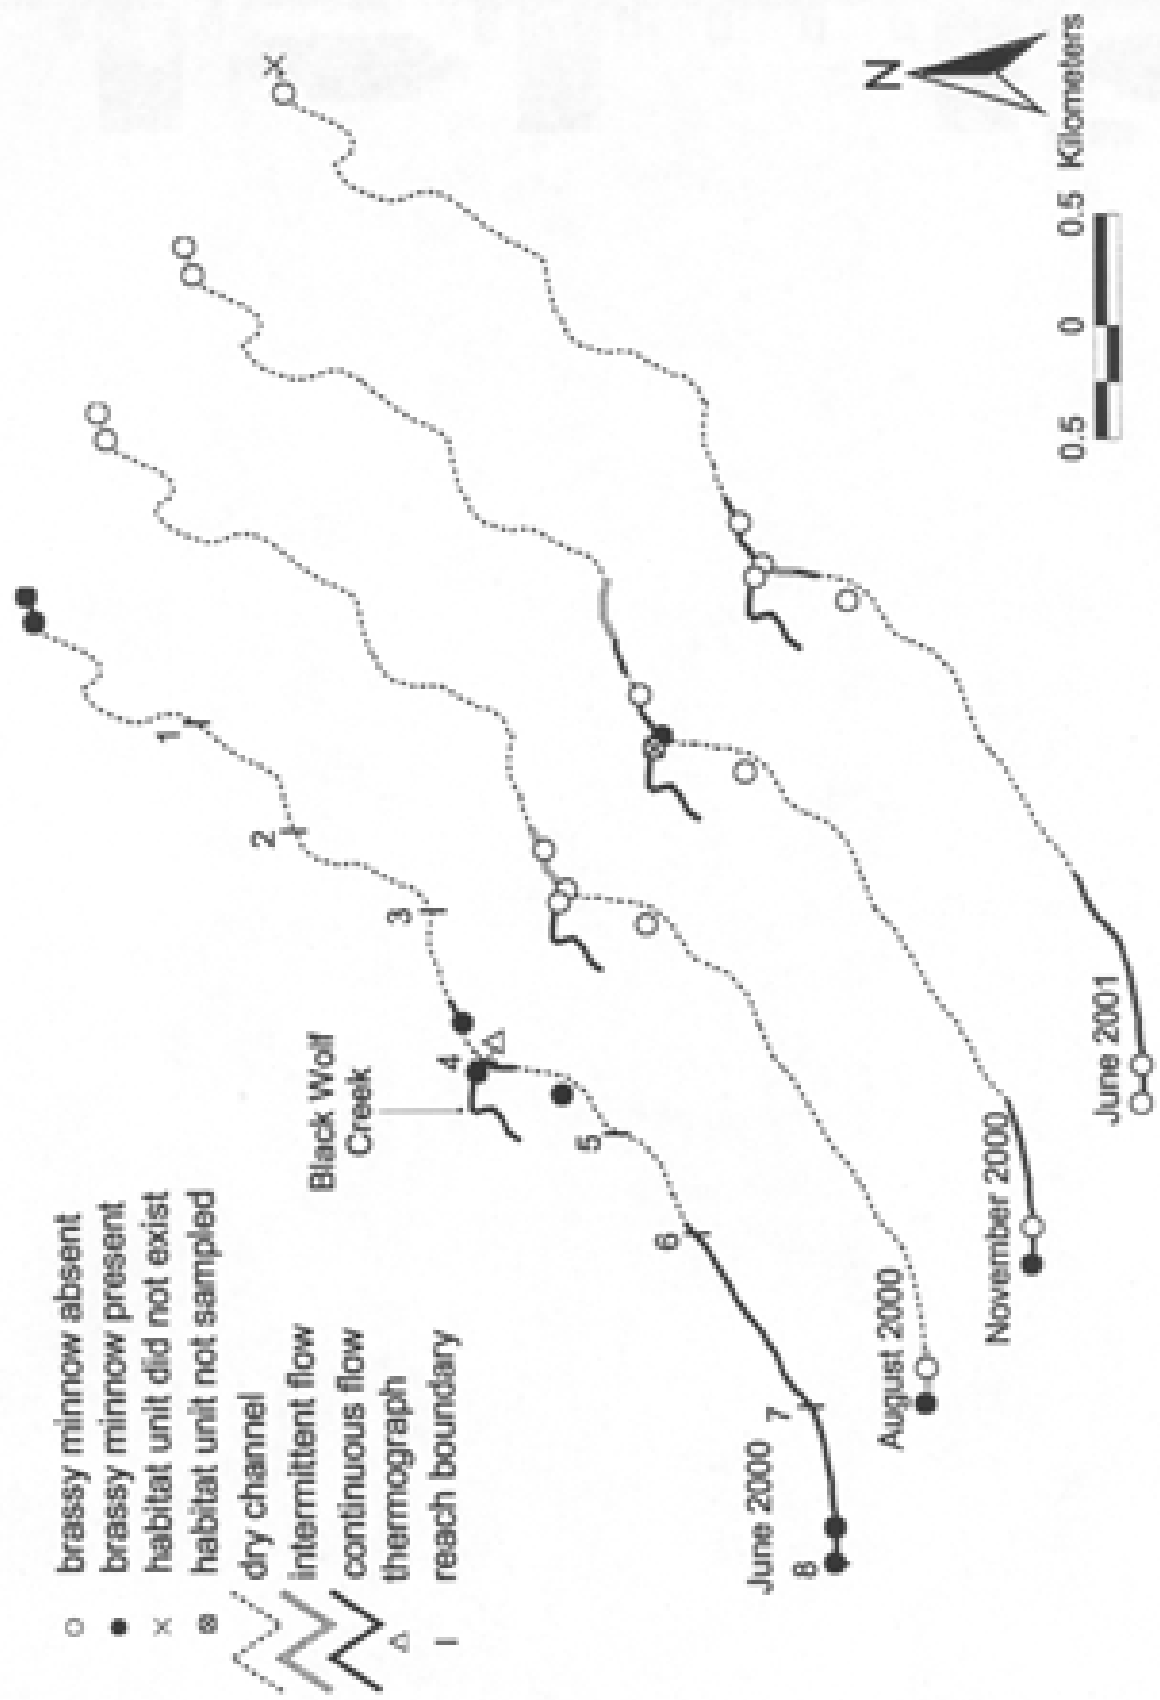 brassy minnow absent
brassy minnow present
habitat unit did not exist
habitat unit not sampled
dry channel
intermittent flow
continuous flow
thermograph
reach boundary
Black Wolf
Creek
1
2
3
4
5
6
7
8
June 2000
August 2000
November 2000
June 2001
N
0.5 0 0.5 Kilometers